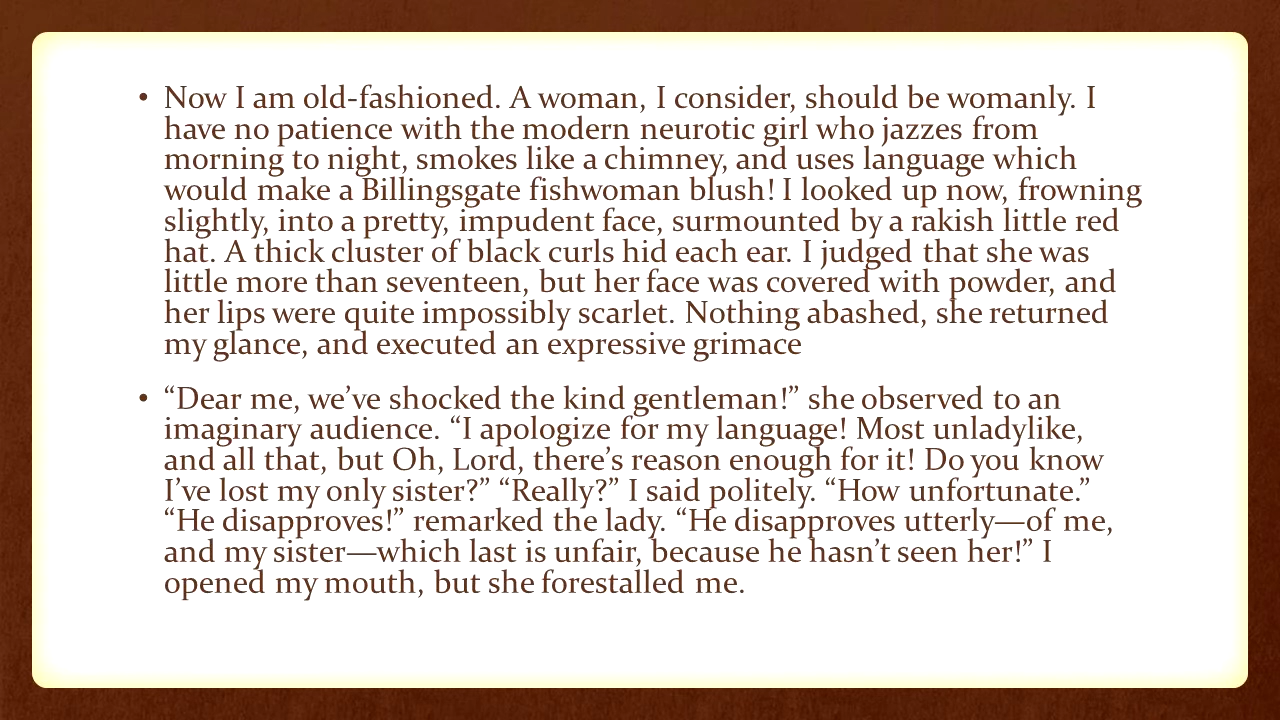 • Now I am old-fashioned. A woman, I consider, should be womanly. I
have no patience with the modern neurotic girl who jazzes from
morning to night, smokes like a chimney, and uses language which
would make a Billingsgate fishwoman blush! I looked up now, frowning
slightly, into a pretty, impudent face, surmounted by a rakish little red
hat. A thick cluster of black curls hid each ear. I judged that she was
little more than seventeen, but her face was covered with powder, and
her lips were quite impossibly scarlet. Nothing abashed, she returned
my glance, and executed an expressive grimace
• “Dear me, we’ve shocked the kind gentleman!” she observed to an
imaginary audience. “I apologize for my language! Most unladylike,
and all that, but Oh, Lord, there’s reason enough for it! Do you know
I’ve lost my only sister?” “Really?” I said politely. “How unfortunate.”
“He disapproves!” remarked the lady. “He disapproves utterly—of me,
and my sister—which last is unfair, because he hasn’t seen her!” I
opened my mouth, but she forestalled me.